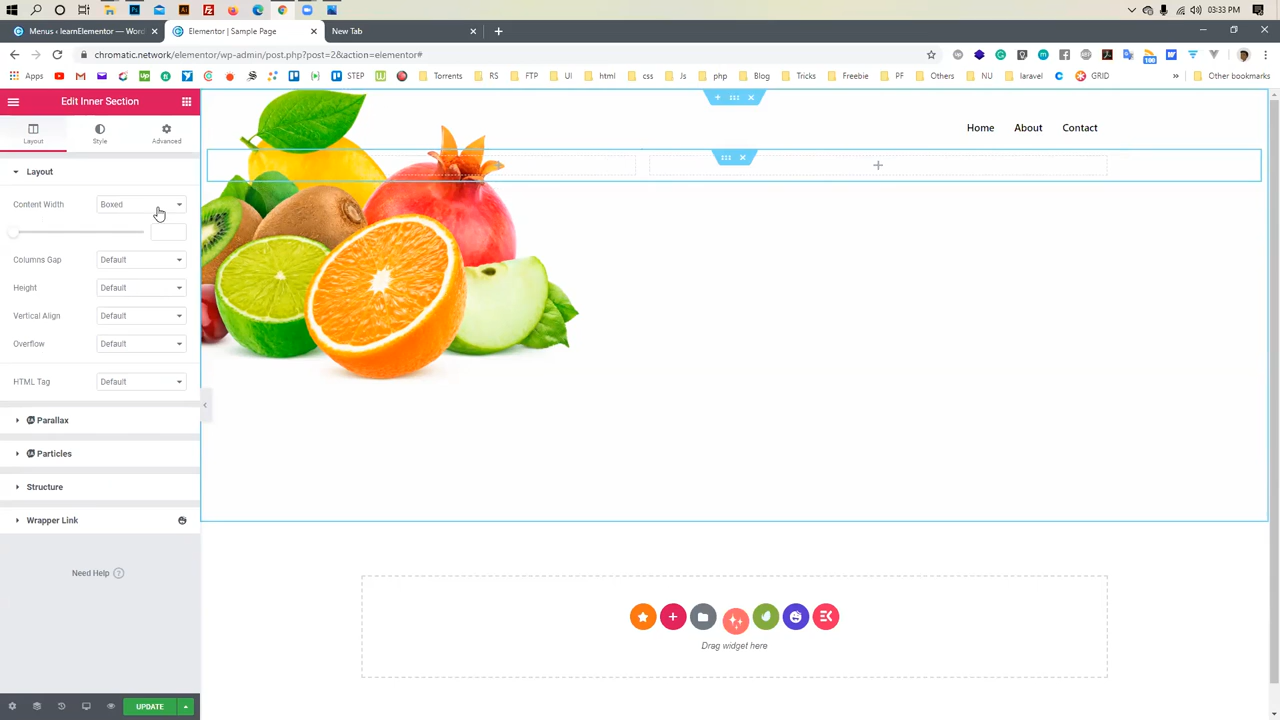 03:33 PM
Menus ‹ learnElementor — Word
Elementor | Sample Page
New Tab
chromatic.network/elementor/wp-admin/post.php?post=2&action=elementor#
Apps
STEP
Torrents
RS
FTP
UI
html
css
Js
php
Blog
Tricks
Freebie
PF
Others
NU
laravel
GRID
»
Other bookmarks
Edit Inner Section
Layout
Style
Advanced
Layout
Content Width
Boxed
Columns Gap
Default
Height
Default
Vertical Align
Default
Overflow
Default
HTML Tag
Default
Parallax
Particles
Structure
Wrapper Link
Need Help ?
UPDATE
Home
About
Contact
Drag widget here